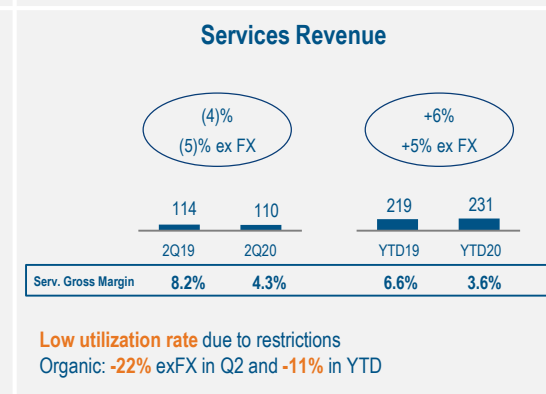 Services Revenue
(4)% +6%
(5)% ex FX +5% ex FX
114 110 219 231
2Q19 2Q20 YTD19 YTD20
Serv. Gross Margin 8.2% 4.3% 6.6% 3.6%
Low utilization rate due to restrictions
Organic: -22% exFX in Q2 and -11% in YTD